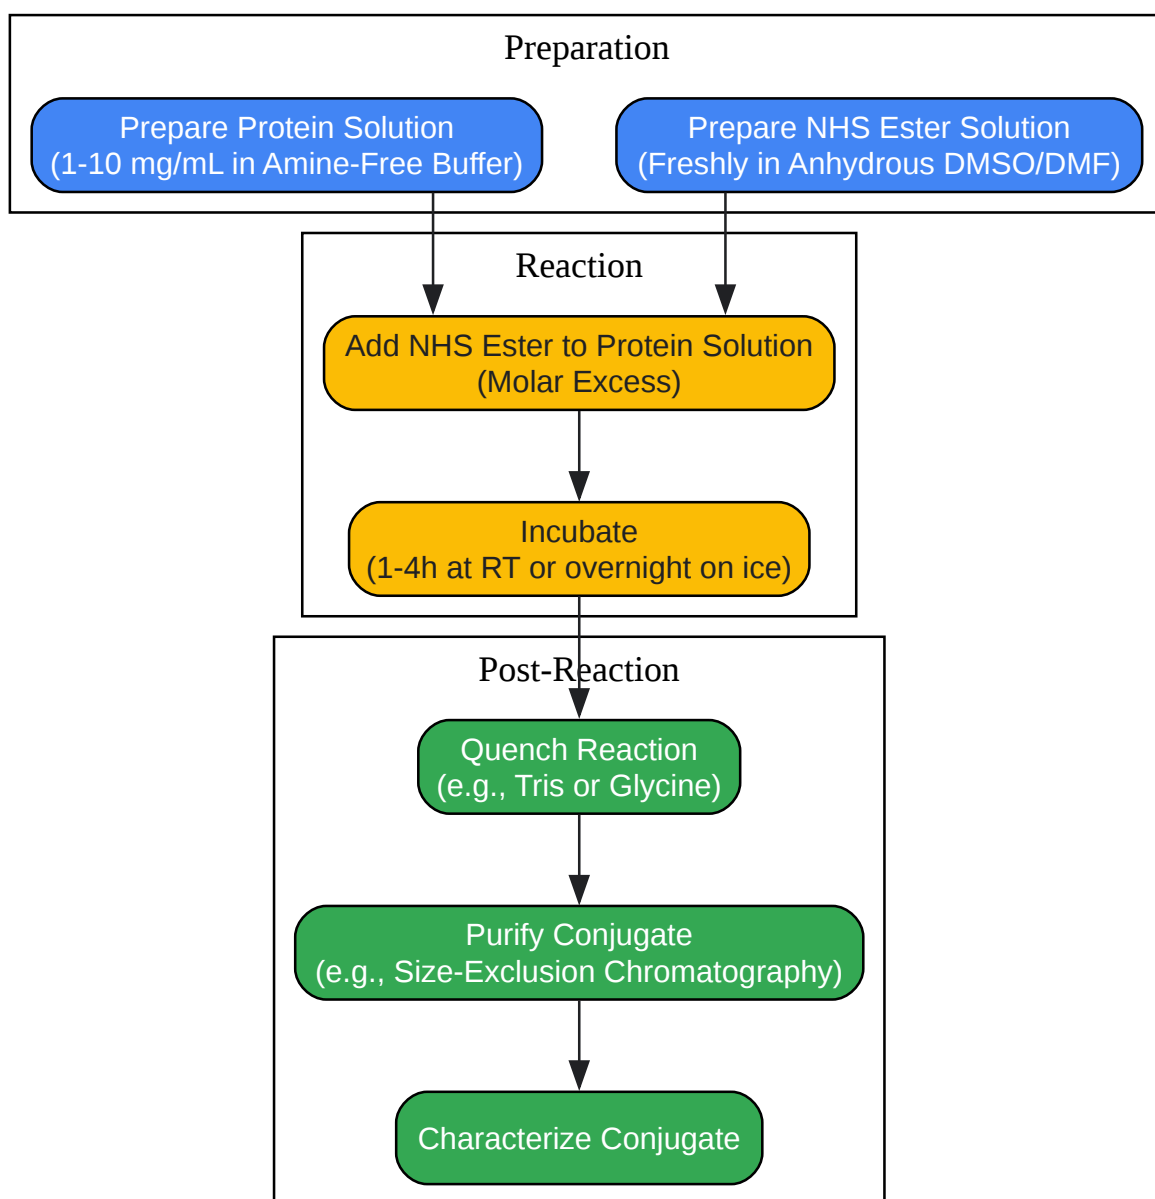 Preparation
Prepare Protein Solution
(1-10 mg/mL in Amine-Free Buffer)
Prepare NHS Ester Solution
(Freshly in Anhydrous DMSO/DMF)
Reaction
Add NHS Ester to Protein Solution
(Molar Excess)
Incubate
(1-4h at RT or overnight on ice)
Post-Reaction
Quench Reaction
(e.g., Tris or Glycine)
Purify Conjugate
(e.g., Size-Exclusion Chromatography)
Characterize Conjugate